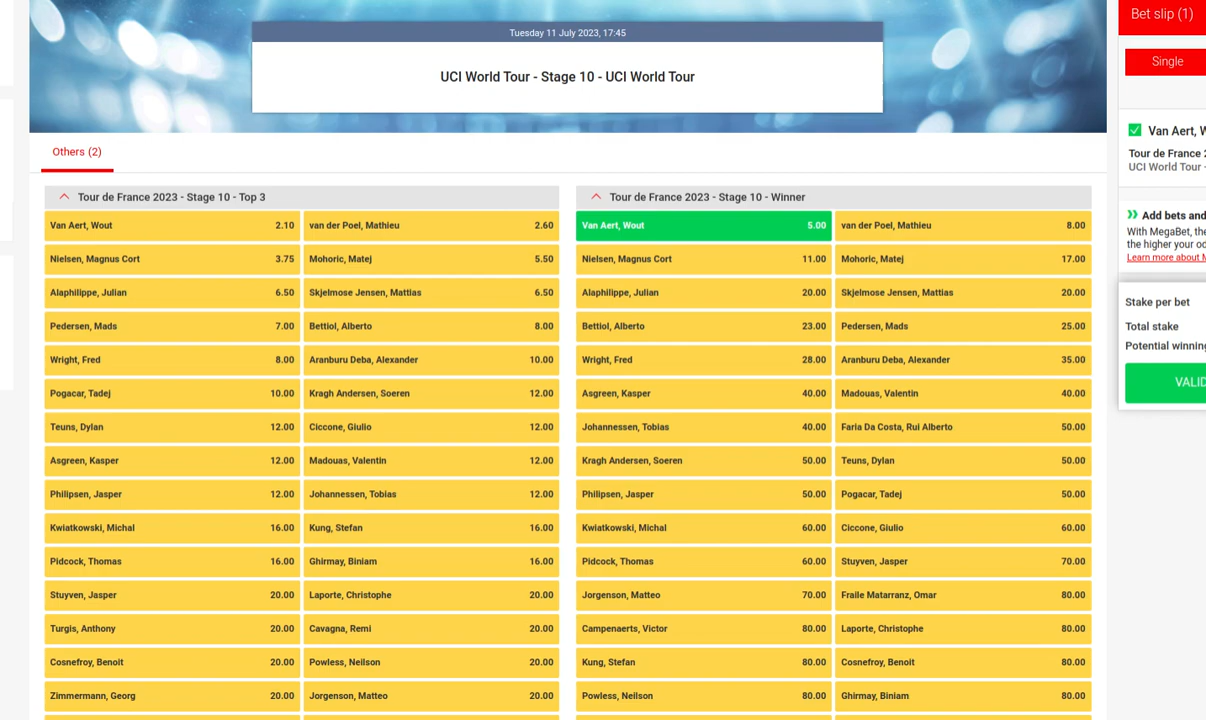 Tuesday 11 July 2023, 17:45
UCI World Tour - Stage 10 - UCI World Tour
Others (2)
Tour de France 2023 - Stage 10 - Top 3
Van Aert, Wout 2.10 van der Poel, Mathieu 2.60
Nielsen, Magnus Cort 3.75 Mohoric, Matej 5.50
Alaphilippe, Julian 6.50 Skjelmose Jensen, Mattias 6.50
Pedersen, Mads 7.00 Bettiol, Alberto 8.00
Wright, Fred 8.00 Aranburu Deba, Alexander 10.00
Pogacar, Tadej 10.00 Kragh Andersen, Soeren 12.00
Teuns, Dylan 12.00 Ciccone, Giulio 12.00
Asgreen, Kasper 12.00 Madouas, Valentin 12.00
Philipsen, Jasper 12.00 Johannessen, Tobias 12.00
Kwiatkowski, Michal 16.00 Kung, Stefan 16.00
Pidcock, Thomas 16.00 Ghirmay, Biniam 16.00
Stuyven, Jasper 20.00 Laporte, Christophe 20.00
Turgis, Anthony 20.00 Cavagna, Remi 20.00
Cosnefroy, Benoit 20.00 Powless, Neilson 20.00
Zimmermann, Georg 20.00 Jorgenson, Matteo 20.00
Tour de France 2023 - Stage 10 - Winner
Van Aert, Wout 5.00 van der Poel, Mathieu 8.00
Nielsen, Magnus Cort 11.00 Mohoric, Matej 17.00
Alaphilippe, Julian 20.00 Skjelmose Jensen, Mattias 20.00
Bettiol, Alberto 23.00 Pedersen, Mads 25.00
Wright, Fred 28.00 Aranburu Deba, Alexander 35.00
Asgreen, Kasper 40.00 Madouas, Valentin 40.00
Johannessen, Tobias 40.00 Faria Da Costa, Rui Alberto 50.00
Kragh Andersen, Soeren 50.00 Teuns, Dylan 50.00
Philipsen, Jasper 50.00 Pogacar, Tadej 50.00
Kwiatkowski, Michal 60.00 Ciccone, Giulio 60.00
Pidcock, Thomas 60.00 Stuyven, Jasper 70.00
Jorgenson, Matteo 70.00 Fraile Matarranz, Omar 80.00
Campenaerts, Victor 80.00 Laporte, Christophe 80.00
Kung, Stefan 80.00 Cosnefroy, Benoit 80.00
Powless, Neilson 80.00 Ghirmay, Biniam 80.00
Bet slip (1)
Single
Van Aert, W
Tour de France 2
UCI World Tour -
Add bets and
With MegaBet, the
the higher your od
Learn more about M
Stake per bet
Total stake
Potential winning
VALID